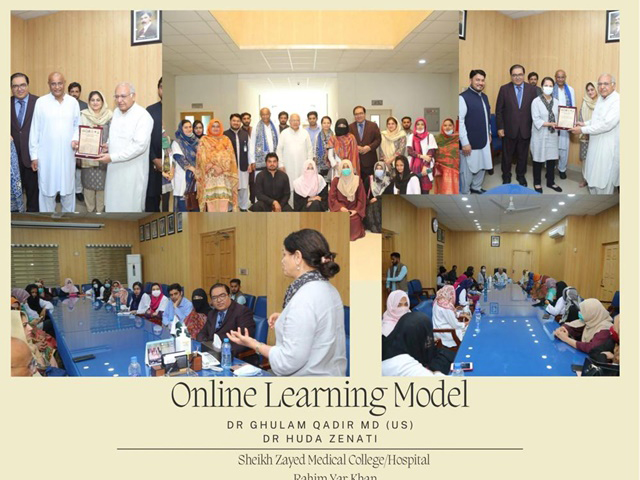 Online Learning Model
DR GHULAM QADIR MD (US)
DR HUDA ZENATI
Sheikh Zayed Medical College/Hospital
Rahim Yar Khan